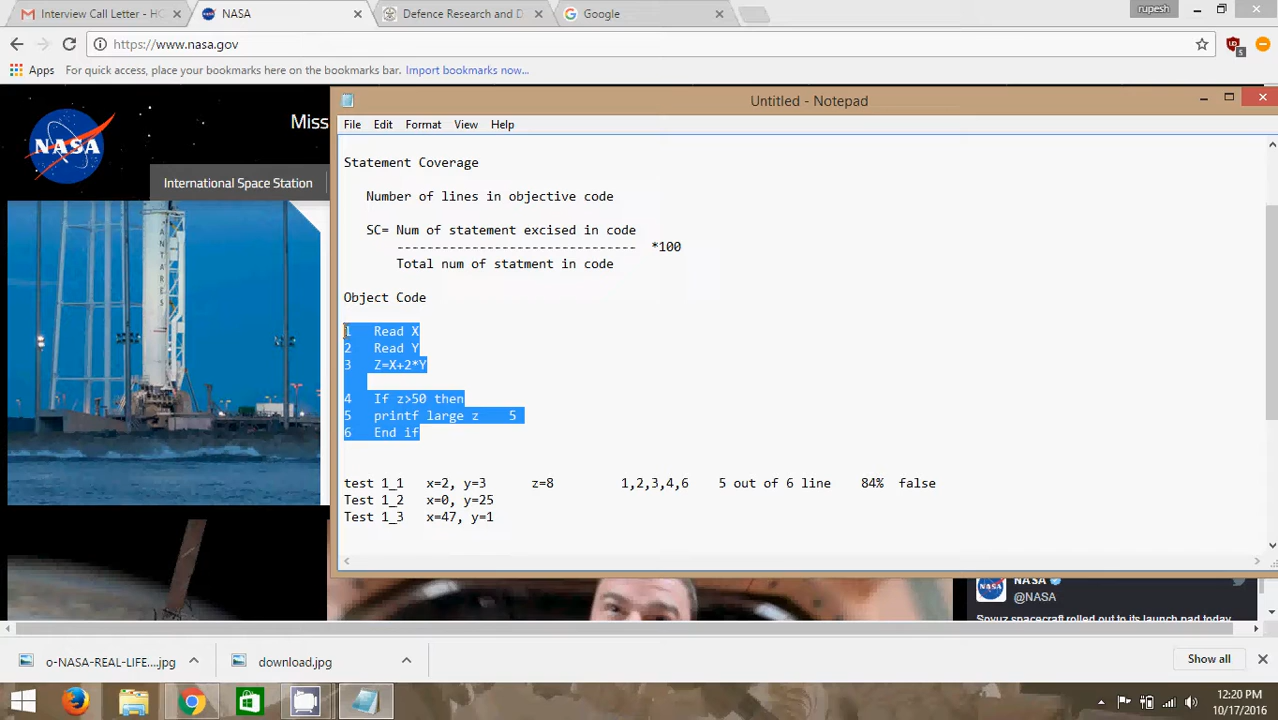 Interview Call Letter - HC
NASA
Defence Research and D
Google
rupesh
https://www.nasa.gov
5
Apps
For quick access, place your bookmarks here on the bookmarks bar.
Import bookmarks now...
Untitled - Notepad
File Edit Format View Help
NASA
Miss
International Space Station
ANTARES
Statement Coverage
Number of lines in objective code
SC= Num of statement excised in code
-------------------------------- *100
Total num of statment in code
Object Code
1 Read X
2 Read Y
3 Z=X+2*Y
4 If z>50 then
5 printf large z 5
6 End if
test 1_1 x=2, y=3 z=8 1,2,3,4,6 5 out of 6 line 84% false
Test 1_2 x=0, y=25
Test 1_3 x=47, y=1
NASA
@NASA
Soyuz spacecraft rolled out to its launch pad today
o-NASA-REAL-LIFE....jpg
download.jpg
Show all
12:20 PM
10/17/2016